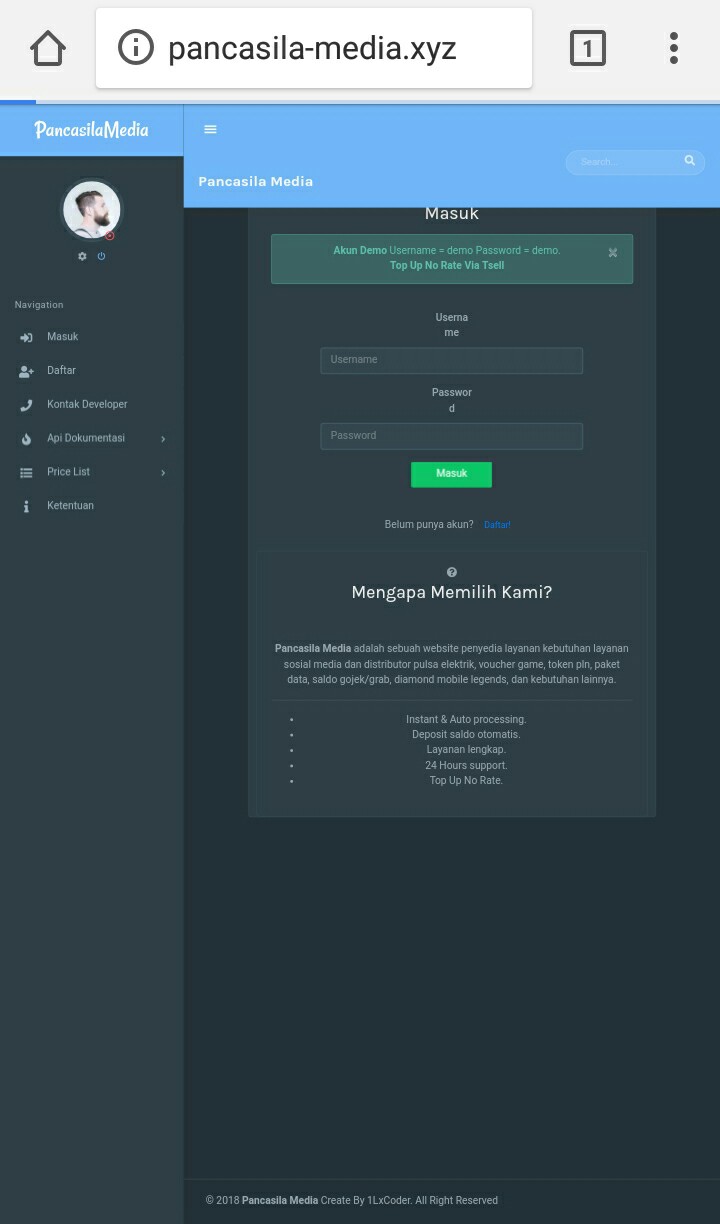 pancasila-media.xyz
1
PancasilaMedia
Search...
Pancasila Media
Navigation
Masuk
Daftar
Kontak Developer
Api Dokumentasi
Price List
Ketentuan
Masuk
Akun Demo Username = demo Password = demo.
Top Up No Rate Via Tsell
Userna
me
Username
Passwor
d
Password
Masuk
Belum punya akun? Daftar!
Mengapa Memilih Kami?
Pancasila Media adalah sebuah website penyedia layanan kebutuhan layanan
sosial media dan distributor pulsa elektrik, voucher game, token pln, paket
data, saldo gojek/grab, diamond mobile legends, dan kebutuhan lainnya.
Instant & Auto processing.
Deposit saldo otomatis.
Layanan lengkap.
24 Hours support.
Top Up No Rate.
© 2018 Pancasila Media Create By 1LxCoder. All Right Reserved